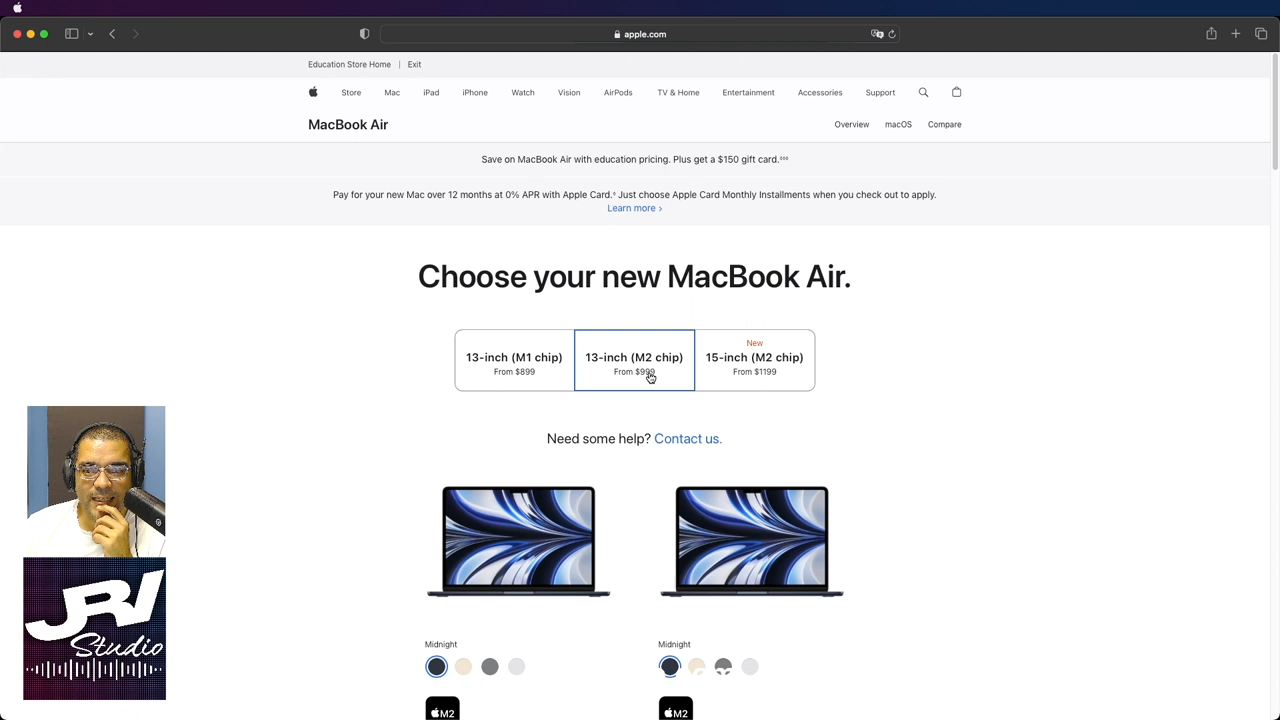 apple.com
Education Store Home | Exit
Store Mac iPad iPhone Watch Vision AirPods TV & Home Entertainment Accessories Support
MacBook Air
Overview macOS Compare
Save on MacBook Air with education pricing. Plus get a $150 gift card.◊◊◊
Pay for your new Mac over 12 months at 0% APR with Apple Card.◊ Just choose Apple Card Monthly Installments when you check out to apply.
Learn more ›
Choose your new MacBook Air.
New
13-inch (M1 chip) 13-inch (M2 chip) 15-inch (M2 chip)
From $899 From $999 From $1199
Need some help? Contact us.
Midnight Midnight
M2 M2
JRV
Studio